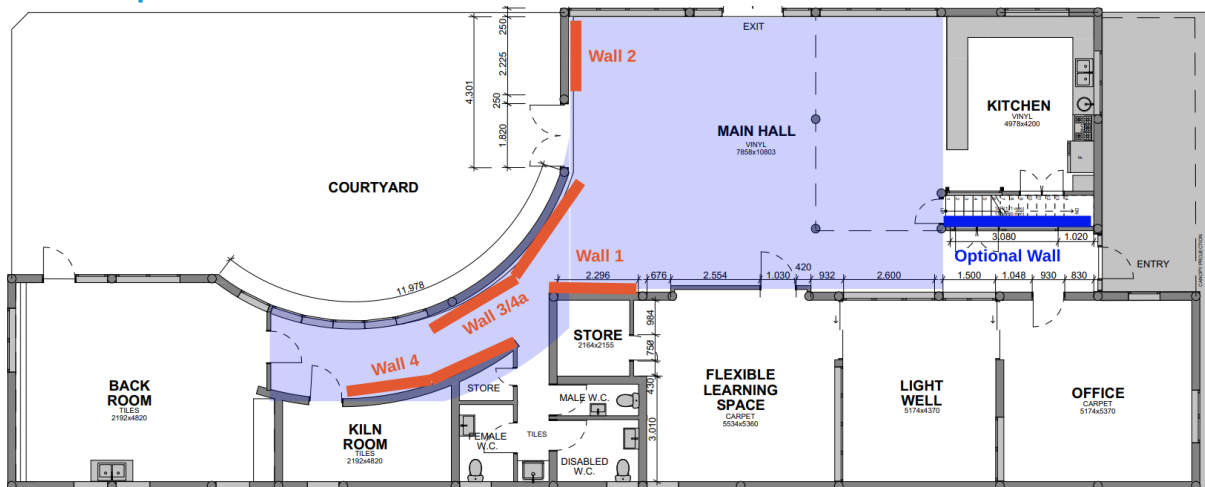 250
2.225
4.301
250
1.820
Wall 2
EXIT
MAIN HALL
VINYL
7858x10803
KITCHEN
VINYL
4978x4200
F
COURTYARD
11.978
Wall 1
2.296
676
2.554
1.030
420
932
2.600
3.080
1.020
Optional Wall
1.500
1.048
930
830
ENTRY
CANOPY PROJECTION
Wall 3/4a
Wall 4
BACK
ROOM
TILES
2192x4820
KILN
ROOM
TILES
2192x4820
STORE
2164x2155
984
750
430
3.010
STORE
MALE W.C.
FEMALE
W.C.
TILES
DISABLED
W.C.
FLEXIBLE
LEARNING
SPACE
CARPET
5534x5360
LIGHT
WELL
5174x4370
OFFICE
CARPET
5174x5370